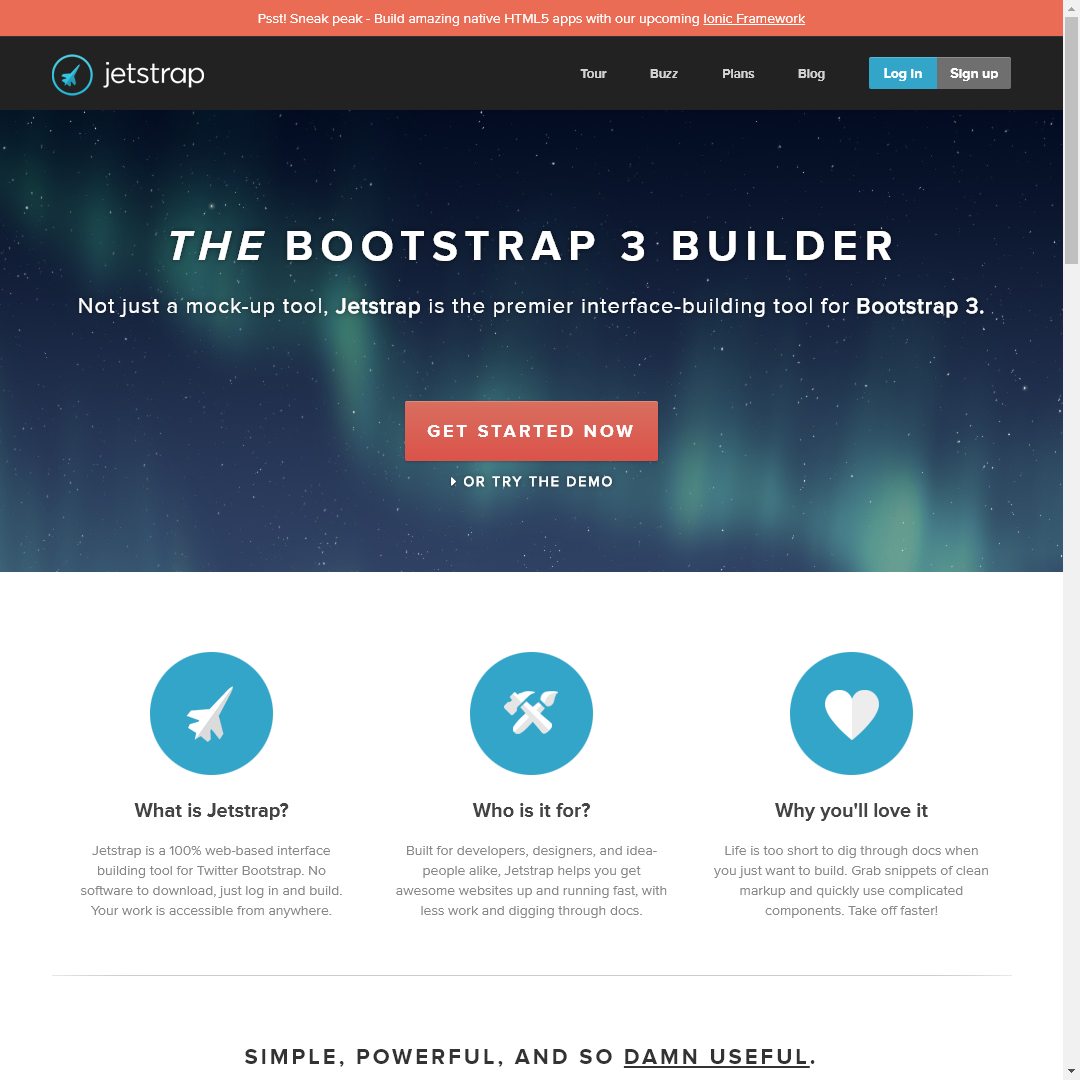 Psst! Sneak peak - Build amazing native HTML5 apps with our upcoming Ionic Framework
jetstrap
Tour
Buzz
Plans
Blog
Log in
Sign up
THE BOOTSTRAP 3 BUILDER
Not just a mock-up tool, Jetstrap is the premier interface-building tool for Bootstrap 3.
GET STARTED NOW
OR TRY THE DEMO
What is Jetstrap?
Jetstrap is a 100% web-based interface
building tool for Twitter Bootstrap. No
software to download, just log in and build.
Your work is accessible from anywhere.
Who is it for?
Built for developers, designers, and idea-
people alike, Jetstrap helps you get
awesome websites up and running fast, with
less work and digging through docs.
Why you'll love it
Life is too short to dig through docs when
you just want to build. Grab snippets of clean
markup and quickly use complicated
components. Take off faster!
SIMPLE, POWERFUL, AND SO DAMN USEFUL.